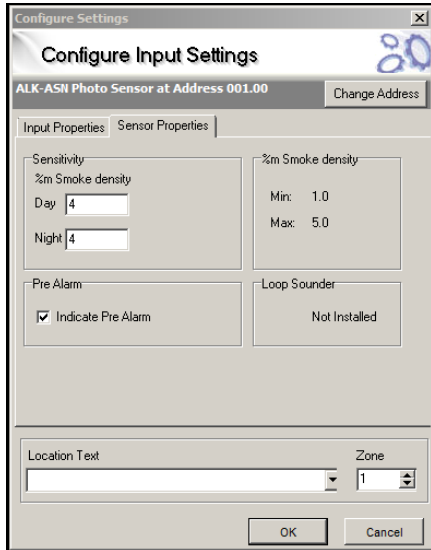 Configure Settings
Configure Input Settings
ALK-ASN Photo Sensor at Address 001.00
Change Address
Input Properties
Sensor Properties
Sensitivity
%m Smoke density
Day 4
Night 4
%m Smoke density
Min: 1.0
Max: 5.0
Pre Alarm
Indicate Pre Alarm
Loop Sounder
Not Installed
Location Text
Zone
1
OK
Cancel